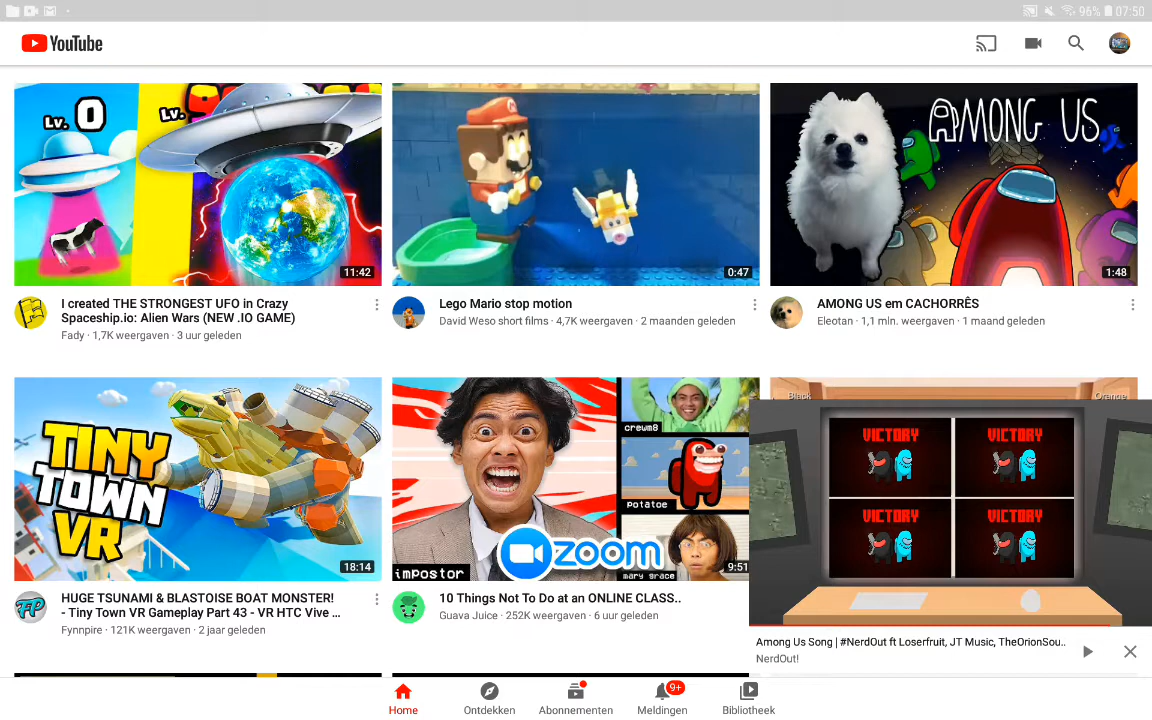 96% 07:50
YouTube
Lv. 0
Lv.
11:42
0:47
AMONG US
1:48
I created THE STRONGEST UFO in Crazy
Spaceship.io: Alien Wars (NEW .IO GAME)
Fady · 1,7K weergaven · 3 uur geleden
Lego Mario stop motion
David Weso short films · 4,7K weergaven · 2 maanden geleden
AMONG US em CACHORRÊS
Eleotan · 1,1 mln. weergaven · 1 maand geleden
TINY
TOWN
VR
18:14
crewm8
potatoe
zoom
impostor
mary grace
9:51
Black
Orange
VICTORY
VICTORY
VICTORY
VICTORY
FP
HUGE TSUNAMI & BLASTOISE BOAT MONSTER!
- Tiny Town VR Gameplay Part 43 - VR HTC Vive ...
Fynnpire · 121K weergaven · 2 jaar geleden
10 Things Not To Do at an ONLINE CLASS..
Guava Juice · 252K weergaven · 6 uur geleden
Among Us Song | #NerdOut ft Loserfruit, JT Music, TheOrionSou..
NerdOut!
9+
Home
Ontdekken
Abonnementen
Meldingen
Bibliotheek